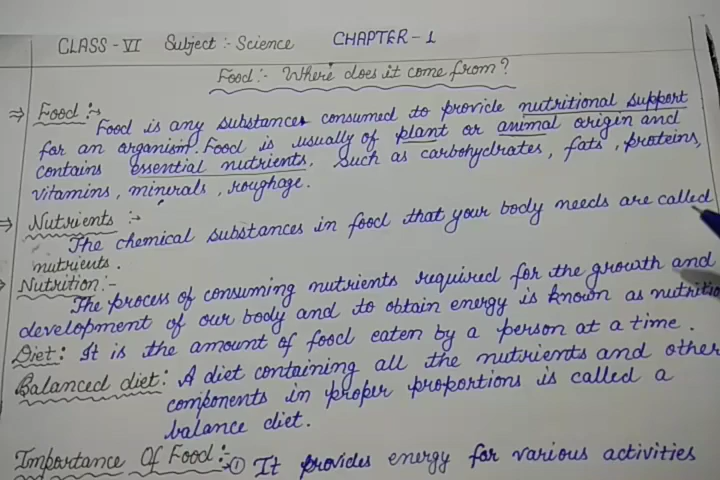 CLASS-VI Subject:- Science CHAPTER-1
Food:- Where does it come from?
⇒ Food:-
Food is any substances consumed to provide nutritional support
for an organism. Food is usually of plant or animal origin and
contains essential nutrients, such as carbohydrates, fats, proteins,
vitamins, minerals, roughage.
⇒ Nutrients:-
The chemical substances in food that your body needs are called
nutrients.
⇒ Nutrition:-
The process of consuming nutrients required for the growth and
development of our body and to obtain energy is known as nutritio
Diet: It is the amount of food eaten by a person at a time.
Balanced diet: A diet containing all the nutrients and other
components in proper proportions is called a
balance diet.
Importance Of Food:- ① It provides energy for various activities